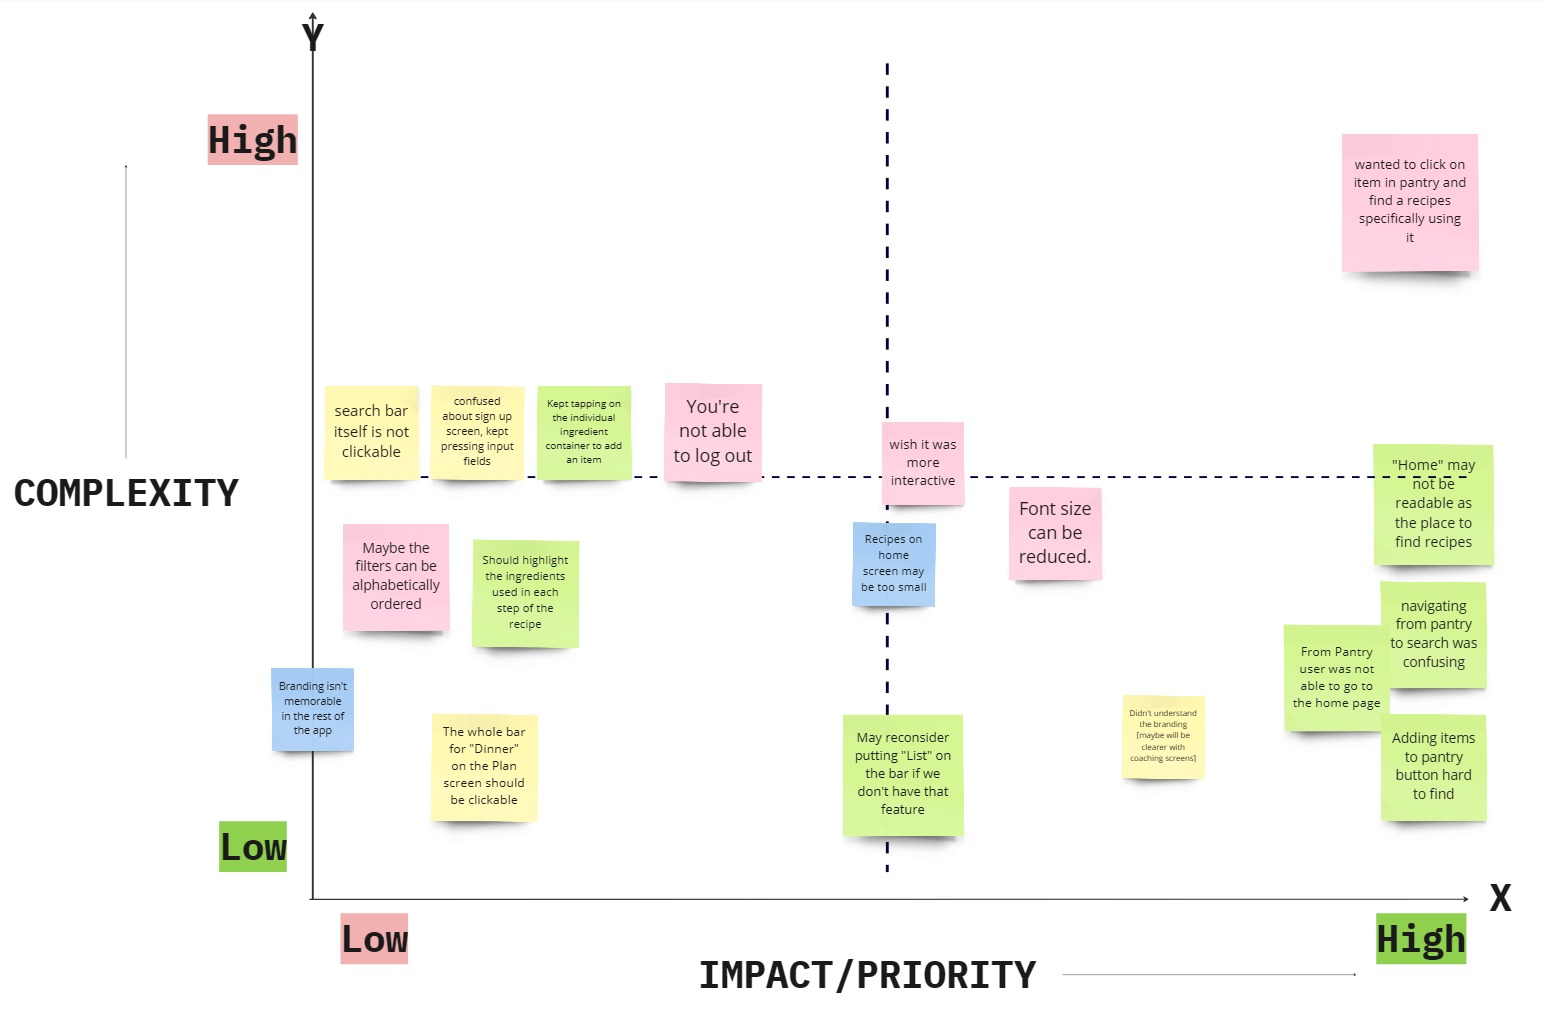 Y
High
wanted to click on
item in pantry and
find a recipes
specifically using
it
search bar
itself is not
clickable
confused
about sign up
screen, kept
pressing input
fields
Kept tapping on
the individual
ingredient
container to add
an item
You're
not able
to log out
wish it was
more
interactive
"Home" may
not be
readable as
the place to
find recipes
COMPLEXITY
Font size
can be
reduced.
Maybe the
filters can be
alphabetically
ordered
Should highlight
the ingredients
used in each
step of the
recipe
Recipes on
home
screen may
be too small
navigating
from pantry
to search was
confusing
From Pantry
user was not
able to go to
the home page
Branding isn't
memorable
in the rest of
the app
The whole bar
for "Dinner"
on the Plan
screen should
be clickable
May reconsider
putting "List" on
the bar if we
don't have that
feature
Didn't understand
the branding
[maybe will be
clearer with
coaching screens]
Adding items
to pantry
button hard
to find
Low
X
Low
High
IMPACT/PRIORITY